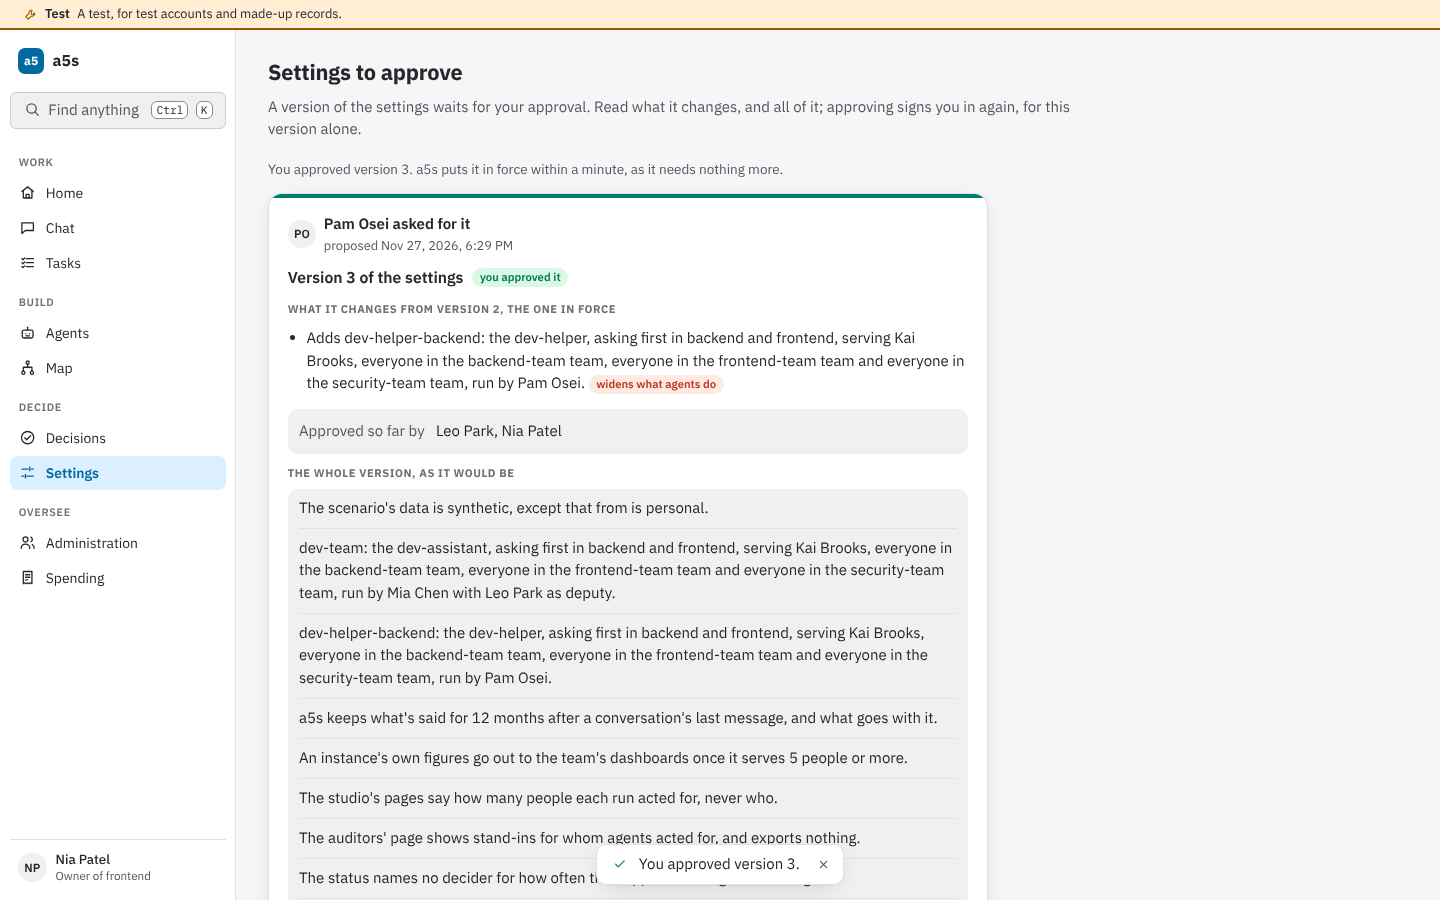 Test A test, for test accounts and made-up records.
a5 a5s
Find anything Ctrl K
WORK
Home
Chat
Tasks
BUILD
Agents
Map
DECIDE
Decisions
Settings
OVERSEE
Administration
Spending
NP Nia Patel
Owner of frontend
Settings to approve
A version of the settings waits for your approval. Read what it changes, and all of it; approving signs you in again, for this
version alone.
You approved version 3. a5s puts it in force within a minute, as it needs nothing more.
PO Pam Osei asked for it
proposed Nov 27, 2026, 6:29 PM
Version 3 of the settings you approved it
WHAT IT CHANGES FROM VERSION 2, THE ONE IN FORCE
• Adds dev-helper-backend: the dev-helper, asking first in backend and frontend, serving Kai
Brooks, everyone in the backend-team team, everyone in the frontend-team team and everyone in
the security-team team, run by Pam Osei. widens what agents do
Approved so far by Leo Park, Nia Patel
THE WHOLE VERSION, AS IT WOULD BE
The scenario's data is synthetic, except that from is personal.
dev-team: the dev-assistant, asking first in backend and frontend, serving Kai Brooks, everyone in
the backend-team team, everyone in the frontend-team team and everyone in the security-team
team, run by Mia Chen with Leo Park as deputy.
dev-helper-backend: the dev-helper, asking first in backend and frontend, serving Kai Brooks,
everyone in the backend-team team, everyone in the frontend-team team and everyone in the
security-team team, run by Pam Osei.
a5s keeps what's said for 12 months after a conversation's last message, and what goes with it.
An instance's own figures go out to the team's dashboards once it serves 5 people or more.
The studio's pages say how many people each run acted for, never who.
The auditors' page shows stand-ins for whom agents acted for, and exports nothing.
The status names no decider for how often
You approved version 3.